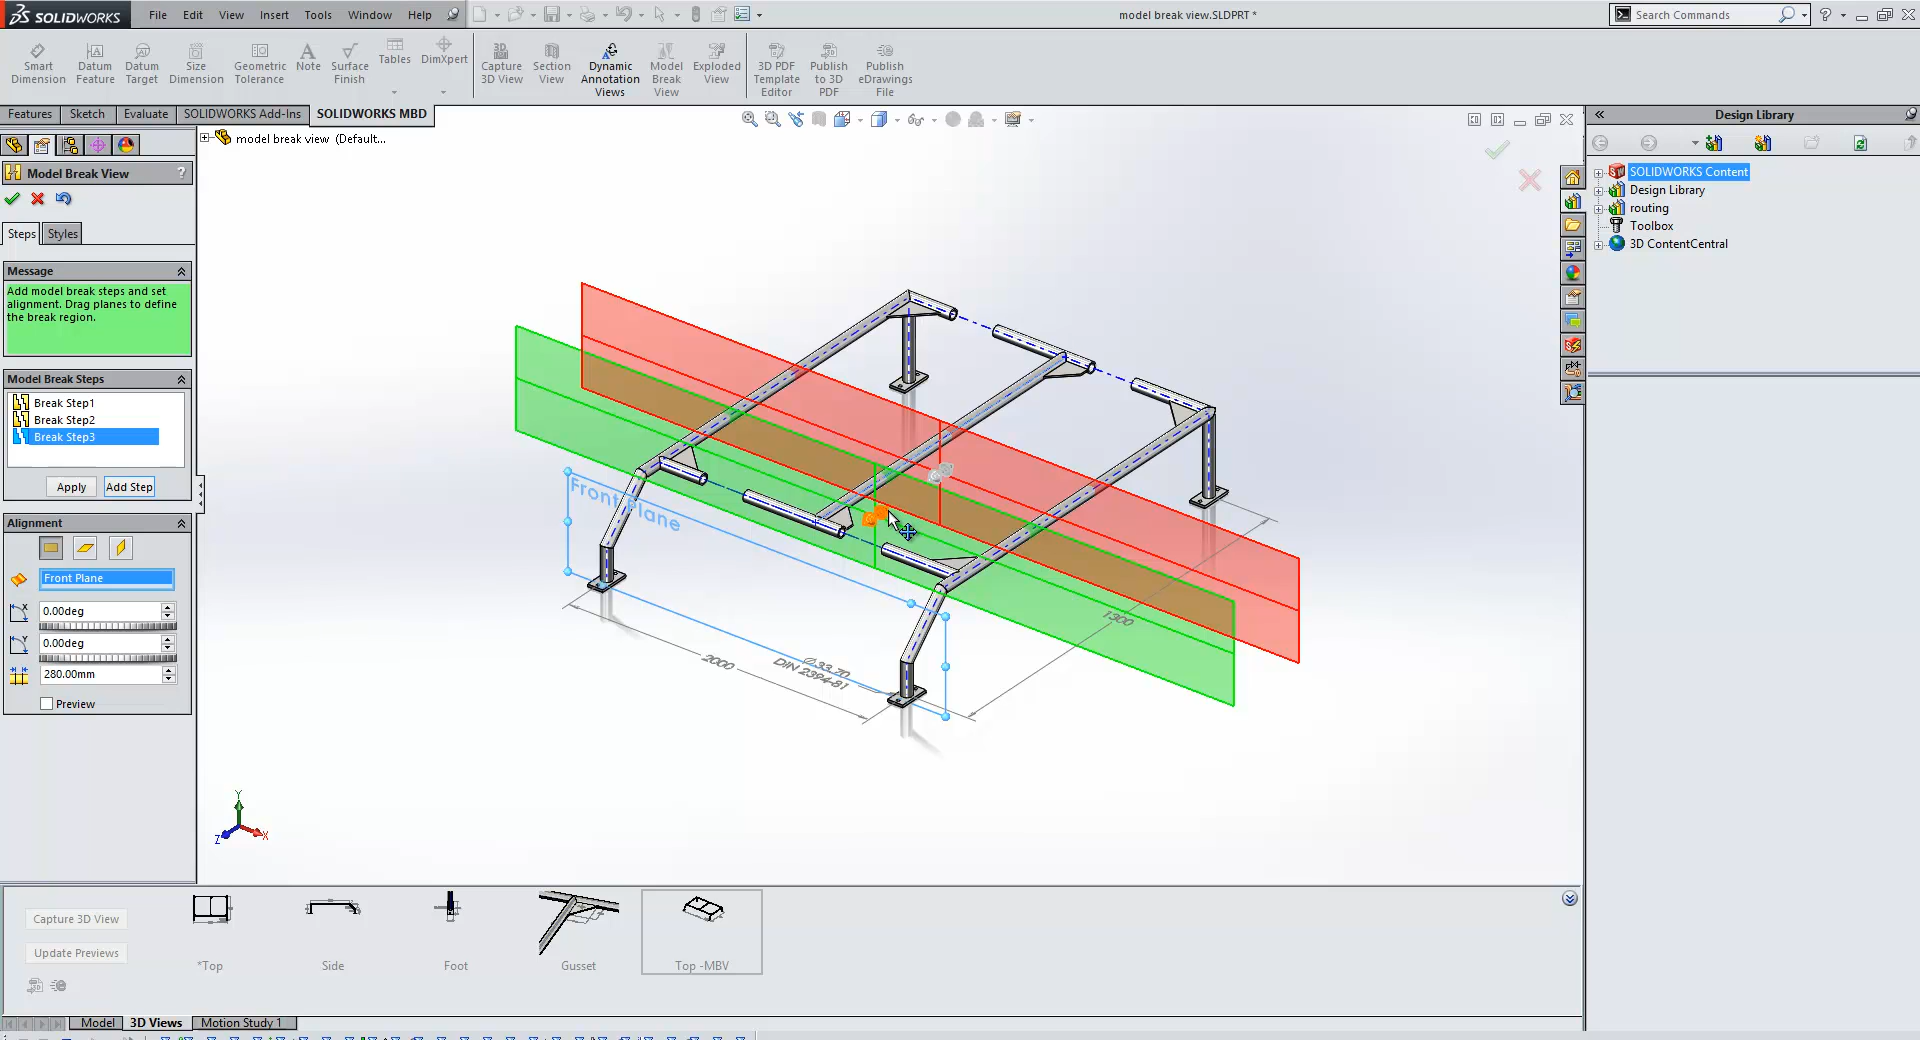 SOLIDWORKS File Edit View Insert Tools Window Help model break view.SLDPRT * Search Commands
Smart Dimension
Datum Feature
Datum Target
Size Dimension
Geometric Tolerance
Note
Surface Finish
Tables
DimXpert
Capture 3D View
Section View
Dynamic Annotation Views
Model Break View
Exploded View
3D PDF Template Editor
Publish to 3D PDF
Publish eDrawings File
Features Sketch Evaluate SOLIDWORKS Add-Ins SOLIDWORKS MBD
model break view (Default...
Model Break View ?
Steps Styles
Message
Add model break steps and set
alignment. Drag planes to define
the break region.
Model Break Steps
Break Step1
Break Step2
Break Step3
Apply Add Step
Alignment
Front Plane
X 0.00deg
Y 0.00deg
280.00mm
Preview
Front Plane
2000
Ø33.70
DIN 2394-81
1300
Y
Z
X
Design Library
SOLIDWORKS Content
Design Library
routing
Toolbox
3D ContentCentral
Capture 3D View
Update Previews
*Top Side Foot Gusset Top -MBV
Model 3D Views Motion Study 1